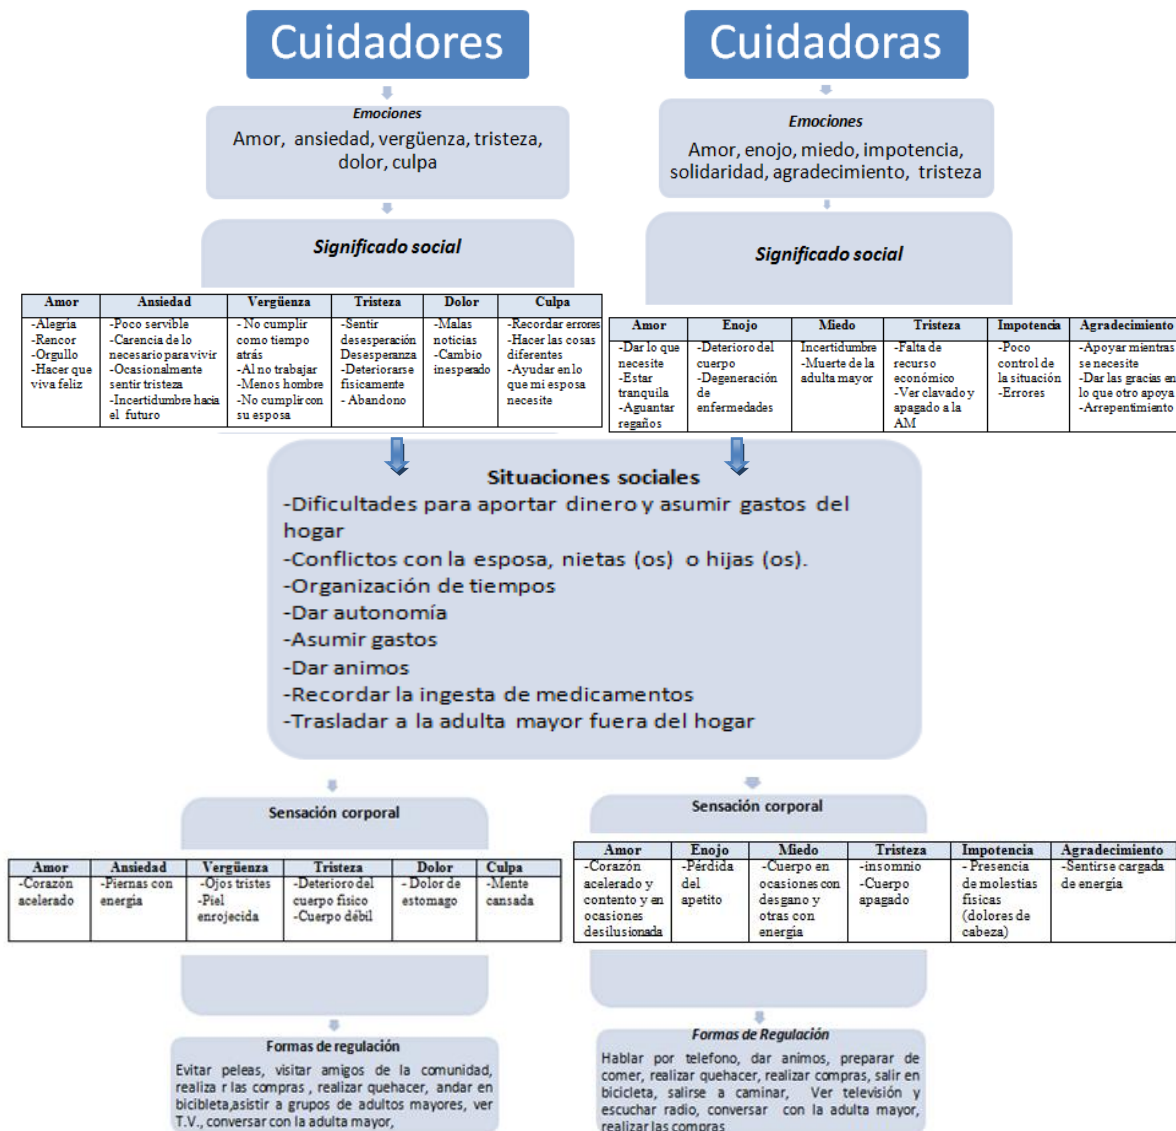 Cuidadores
Cuidadoras
Emociones
Amor, ansiedad, vergüenza, tristeza,
dolor, culpa
Emociones
Amor, enojo, miedo, impotencia,
solidaridad, agradecimiento, tristeza
Significado social
Significado social
Amor
-Alegría
-Rencor
-Orgullo
-Hacer que
viva feliz
Ansiedad
-Poco servible
-Carencia de lo
necesario para vivir
-Ocasionalmente
sentir tristeza
-Incertidumbre hacia
el futuro
Vergüenza
- No cumplir
como tiempo
atrás
-Al no trabajar
-Menos hombre
-No cumplir con
su esposa
Tristeza
-Sentir
desesperación
Desesperanza
-Deteriorarse
físicamente
- Abandono
Dolor
-Malas
noticias
-Cambio
inesperado
Culpa
-Recordar errores
-Hacer las cosas
diferentes
-Ayudar en lo
que mi esposa
necesite
Amor
-Dar lo que
necesite
-Estar
tranquila
-Aguantar
regaños
Enojo
-Deterioro del
cuerpo
-Degeneración
de
enfermedades
Miedo
Incertidumbre
-Muerte de la
adulta mayor
Tristeza
-Falta de
recurso
económico
-Ver clavado y
apagado a la
AM
Impotencia
-Poco
control de
la situación
-Errores
Agradecimiento
-Apoyar mientras
se necesite
-Dar las gracias en
lo que otro apoya
-Arrepentimiento
Situaciones sociales
-Dificultades para aportar dinero y asumir gastos del
hogar
-Conflictos con la esposa, nietas (os) o hijas (os).
-Organización de tiempos
-Dar autonomía
-Asumir gastos
-Dar animos
-Recordar la ingesta de medicamentos
-Trasladar a la adulta mayor fuera del hogar
Sensación corporal
Sensación corporal
Amor
-Corazón
acelerado
Ansiedad
-Piernas con
energía
Vergüenza
-Ojos tristes
-Piel
enrojecida
Tristeza
-Deterioro del
cuerpo físico
-Cuerpo débil
Dolor
- Dolor de
estomago
Culpa
-Mente
cansada
Amor
-Corazón
acelerado y
contento y en
ocasiones
desilusionada
Enojo
-Pérdida
del
apetito
Miedo
-Cuerpo en
ocasiones con
desgano y
otras con
energía
Tristeza
-insomnio
-Cuerpo
apagado
Impotencia
- Presencia
de molestias
físicas
(dolores de
cabeza)
Agradecimiento
-Sentirse cargada
de energía
Formas de regulación
Evitar peleas, visitar amigos de la comunidad,
realiza r las compras , realizar quehacer, andar en
bicibleta,asistir a grupos de adultos mayores, ver
T.V., conversar con la adulta mayor,
Formas de Regulación
Hablar por telefono, dar animos, preparar de
comer, realizar quehacer, realizar compras, salir en
bicicleta, salirse a caminar, Ver televisión y
escuchar radio, conversar con la adulta mayor,
realizar las compras